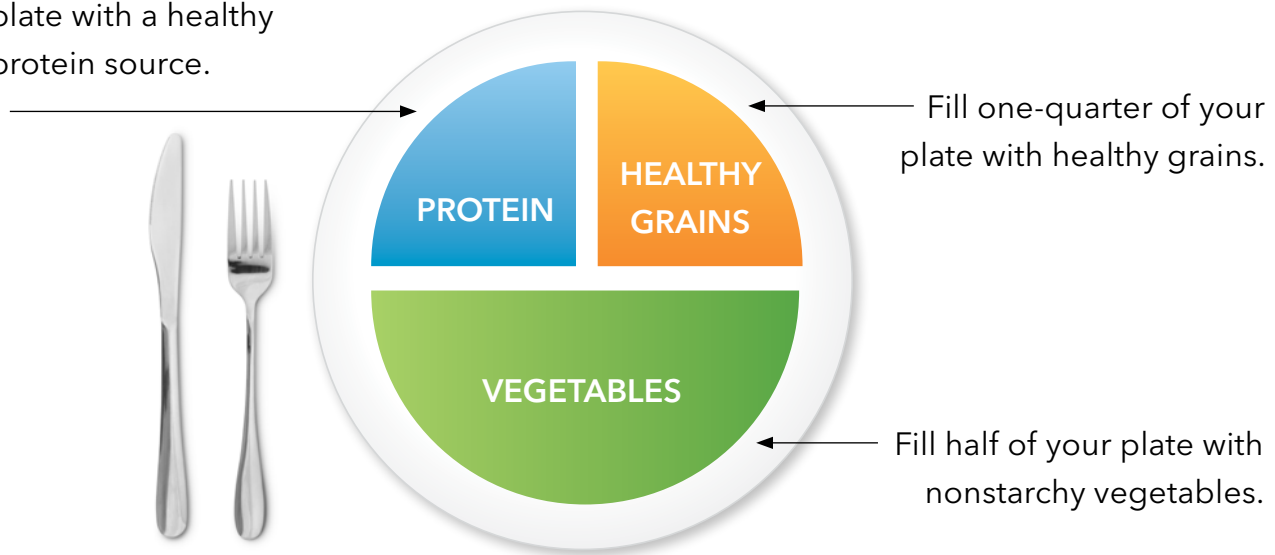 plate with a healthy
protein source.
Fill one-quarter of your
plate with healthy grains.
PROTEIN
HEALTHY
GRAINS
VEGETABLES
Fill half of your plate with
nonstarchy vegetables.